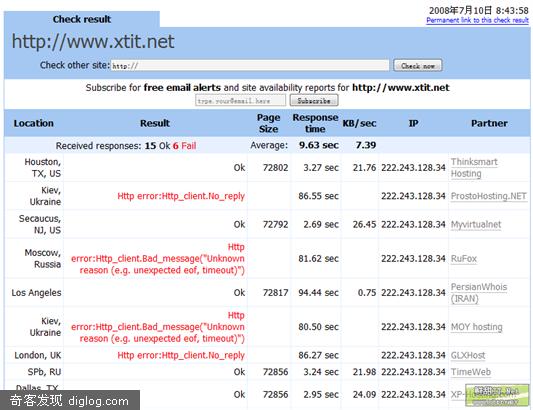 Check result
2008年7月10日 8:43:58
Permanent link to this check result
http://www.xtit.net
Check other site: http:// Check now
Subscribe for free email alerts and site availability reports for http://www.xtit.net
type.your@email.here Subscribe
Location Result Page Size Response time KB/sec IP Partner
Received responses: 15 Ok 6 Fail Average: 9.63 sec 7.39
Houston, TX, US Ok 72802 3.27 sec 21.76 222.243.128.34 Thinksmart Hosting
Kiev, Ukraine Http error:Http_client.No_reply 86.55 sec 222.243.128.34 ProstoHosting.NET
Secaucus, NJ, US Ok 72792 2.69 sec 26.45 222.243.128.34 Myvirtualnet
Moscow, Russia Http error:Http_client.Bad_message("Unknown reason (e.g. unexpected eof, timeout)") 81.62 sec 222.243.128.34 RuFox
Los Angeles Ok 72817 94.44 sec 0.75 222.243.128.34 PersianWhois (IRAN)
Kiev, Ukraine Http error:Http_client.Bad_message("Unknown reason (e.g. unexpected eof, timeout)") 80.50 sec 222.243.128.34 MOY hosting
London, UK Http error:Http_client.No_reply 86.27 sec 222.243.128.34 GLXHost
SPb, RU Ok 72856 3.24 sec 21.98 222.243.128.34 TimeWeb
Dallas, TX, Ok 72856 2.95 sec 24.09 222.243.128.34 XP-Host
奇客发现 diglog.com